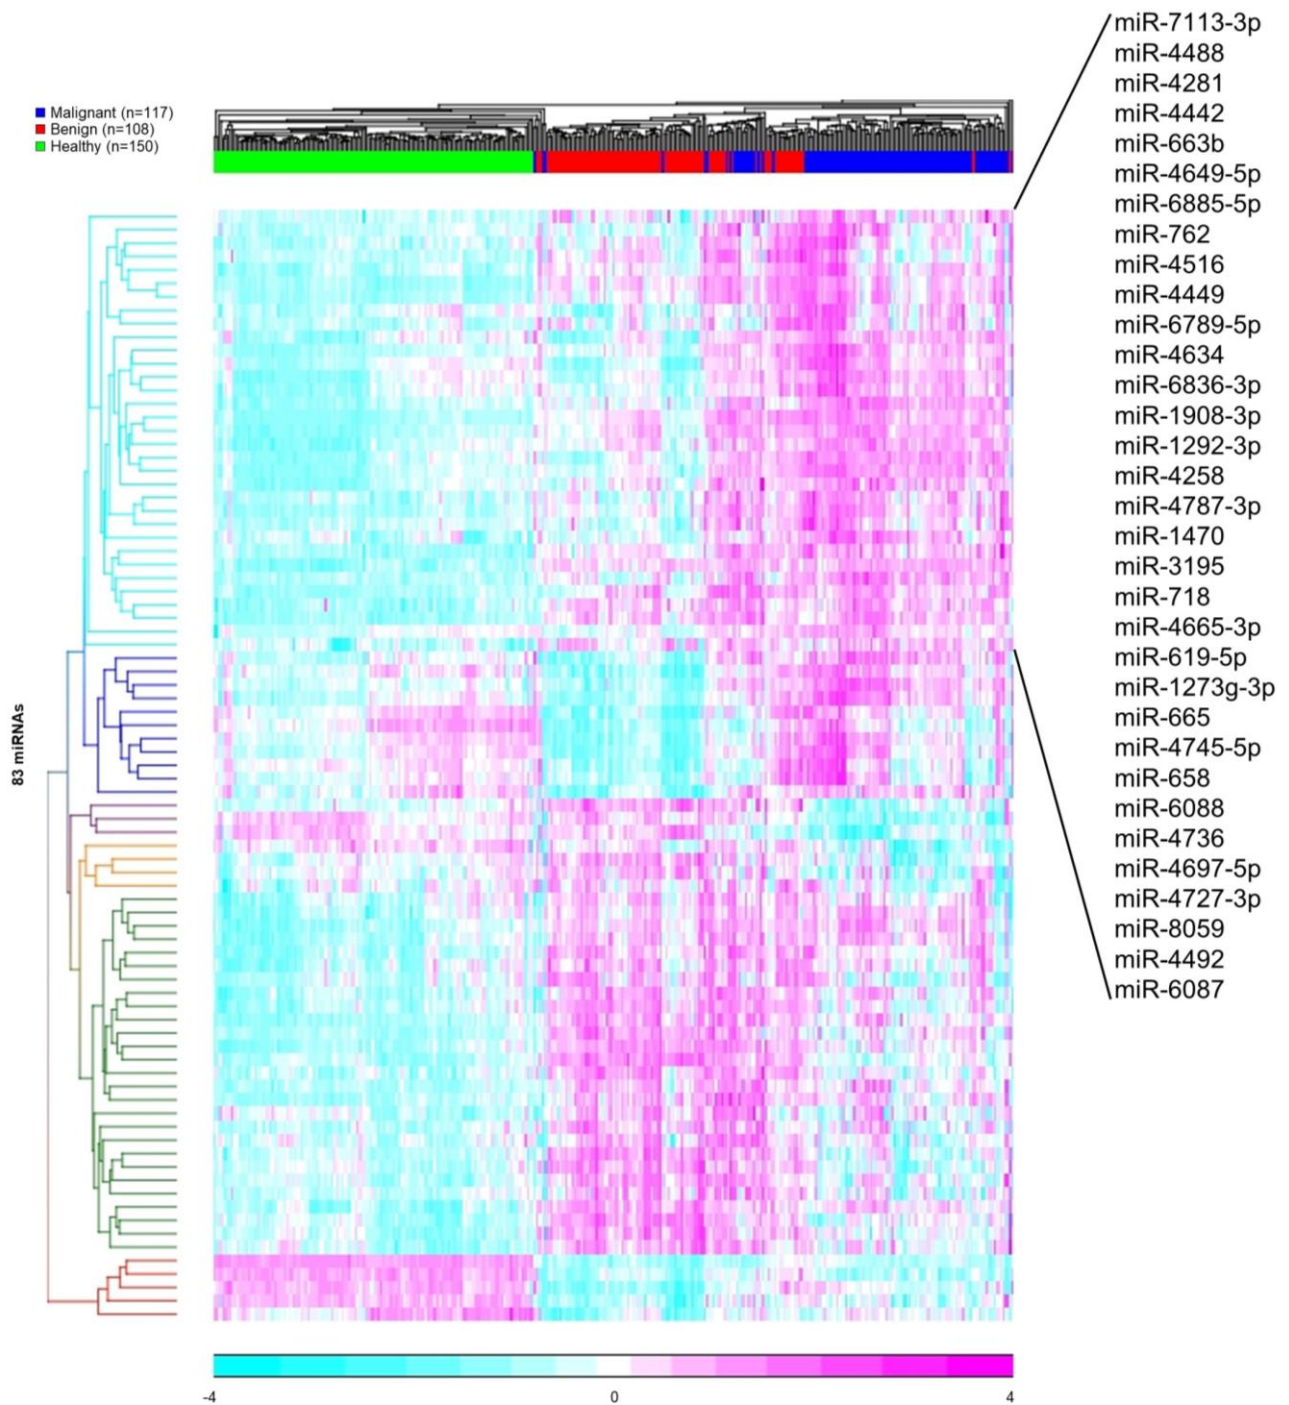 Malignant (n=117)
Benign (n=108)
Healthy (n=150)
83 miRNAs
miR-7113-3p
miR-4488
miR-4281
miR-4442
miR-663b
miR-4649-5p
miR-6885-5p
miR-762
miR-4516
miR-4449
miR-6789-5p
miR-4634
miR-6836-3p
miR-1908-3p
miR-1292-3p
miR-4258
miR-4787-3p
miR-1470
miR-3195
miR-718
miR-4665-3p
miR-619-5p
miR-1273g-3p
miR-665
miR-4745-5p
miR-658
miR-6088
miR-4736
miR-4697-5p
miR-4727-3p
miR-8059
miR-4492
miR-6087
-4 0 4